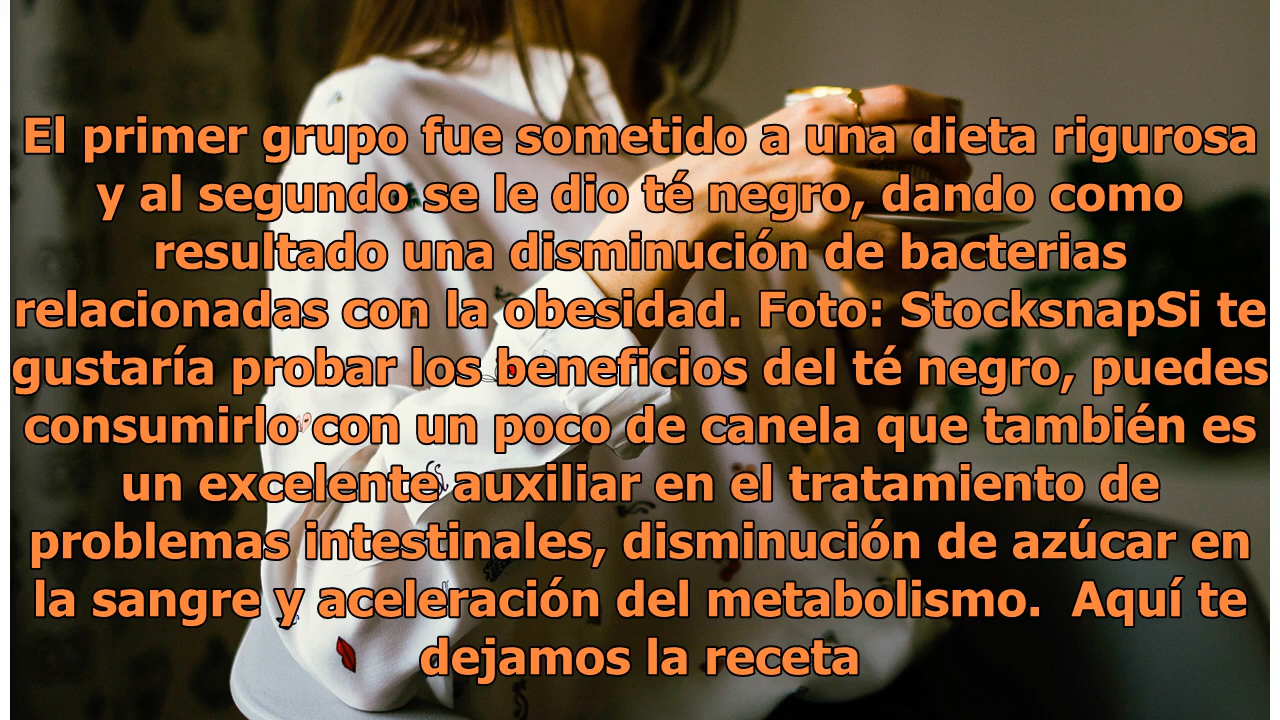 El primer grupo fue sometido a una dieta rigurosa
y al segundo se le dio té negro, dando como
resultado una disminución de bacterias
relacionadas con la obesidad. Foto: StocksnapSi te
gustaría probar los beneficios del té negro, puedes
consumirlo con un poco de canela que también es
un excelente auxiliar en el tratamiento de
problemas intestinales, disminución de azúcar en
la sangre y aceleración del metabolismo.  Aquí te
dejamos la receta